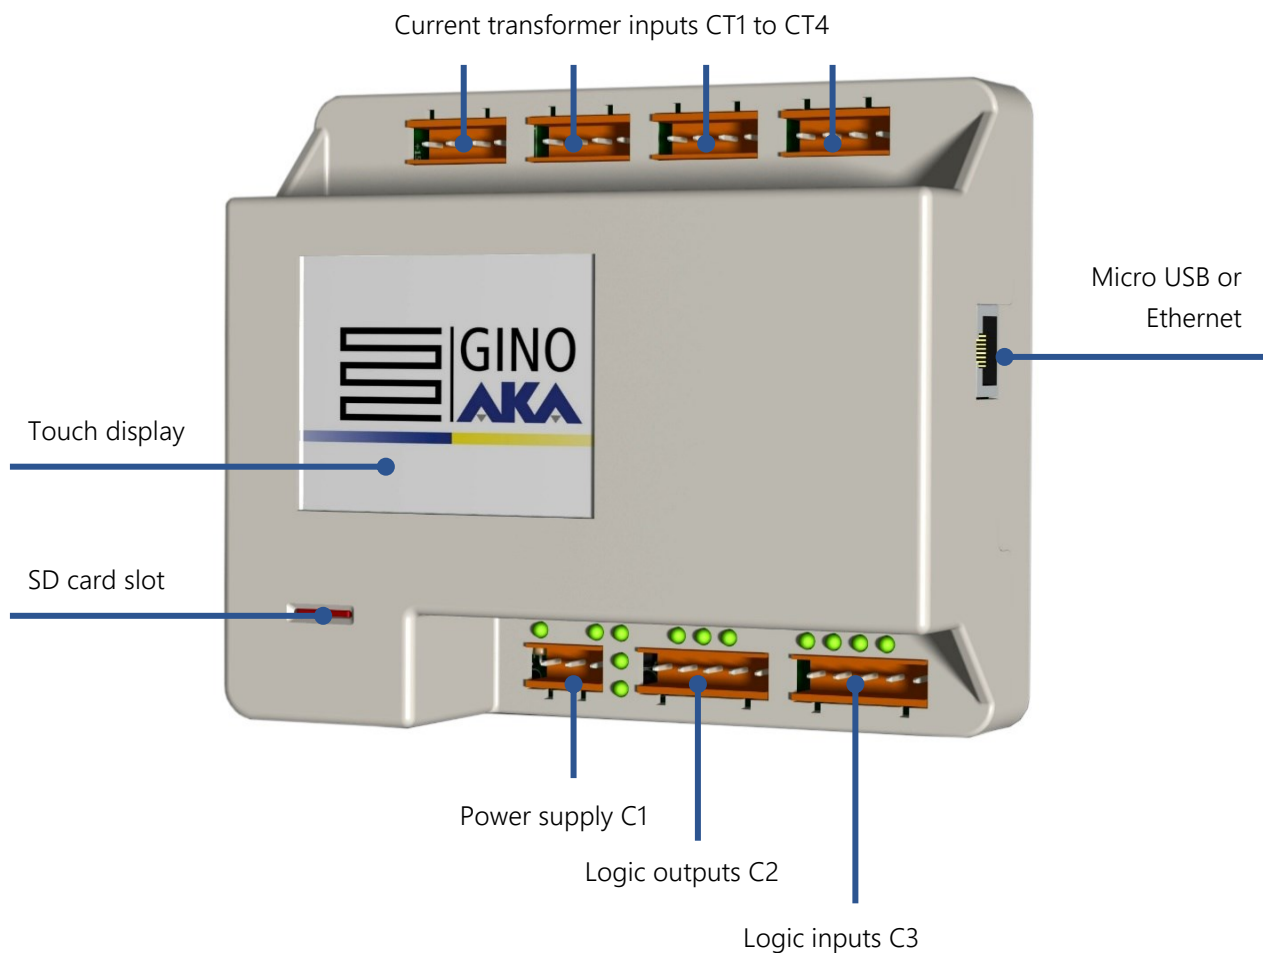 Current transformer inputs CT1 to CT4
Micro USB or
Ethernet
GINO
AKA
Touch display
SD card slot
Power supply C1
Logic outputs C2
Logic inputs C3